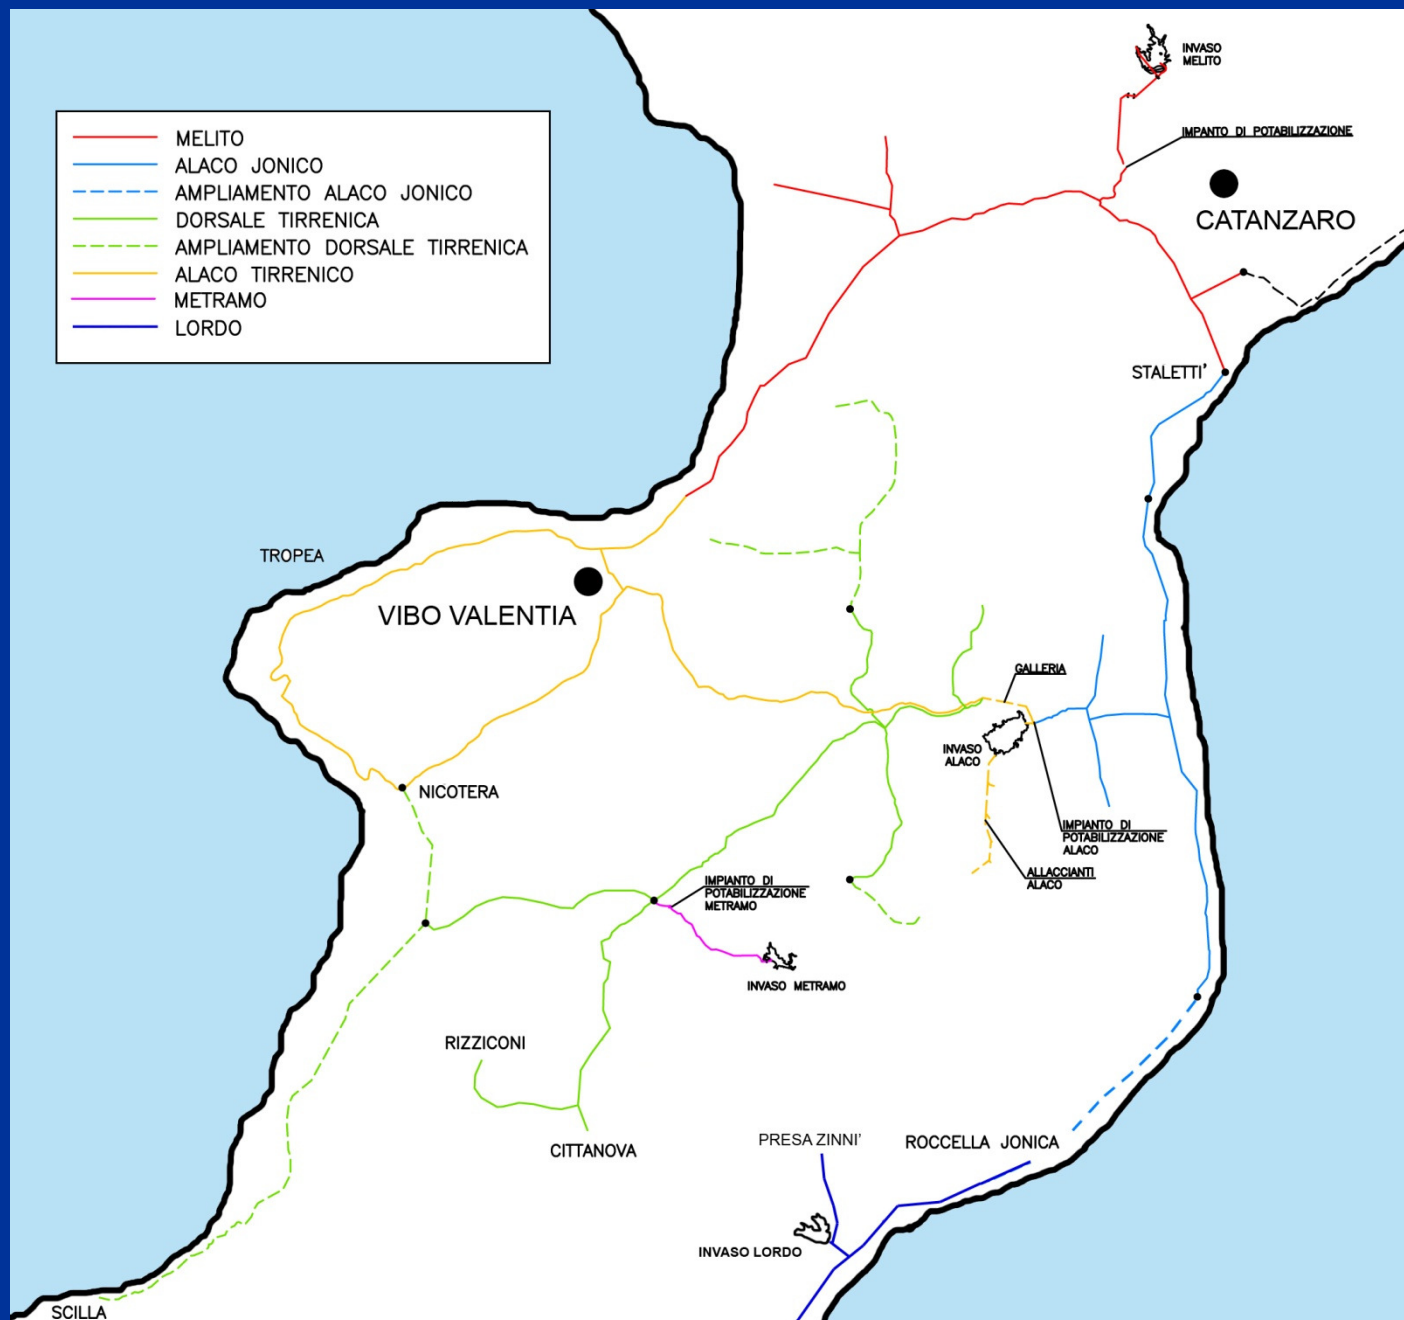 INVASO
MELITO
MELITO
ALACO JONICO
AMPLIAMENTO ALACO JONICO
DORSALE TIRRENICA
AMPLIAMENTO DORSALE TIRRENICA
ALACO TIRRENICO
METRAMO
LORDO
IMPANTO DI POTABILIZZAZIONE
CATANZARO
STALETTI'
TROPEA
VIBO VALENTIA
GALLERIA
INVASO
ALACO
NICOTERA
IMPIANTO DI
POTABILIZZAZIONE
ALACO
ALLACCIANTI
ALACO
IMPIANTO DI
POTABILIZZAZIONE
METRAMO
INVASO METRAMO
RIZZICONI
CITTANOVA
PRESA ZINNI'
ROCCELLA JONICA
INVASO LORDO
SCILLA